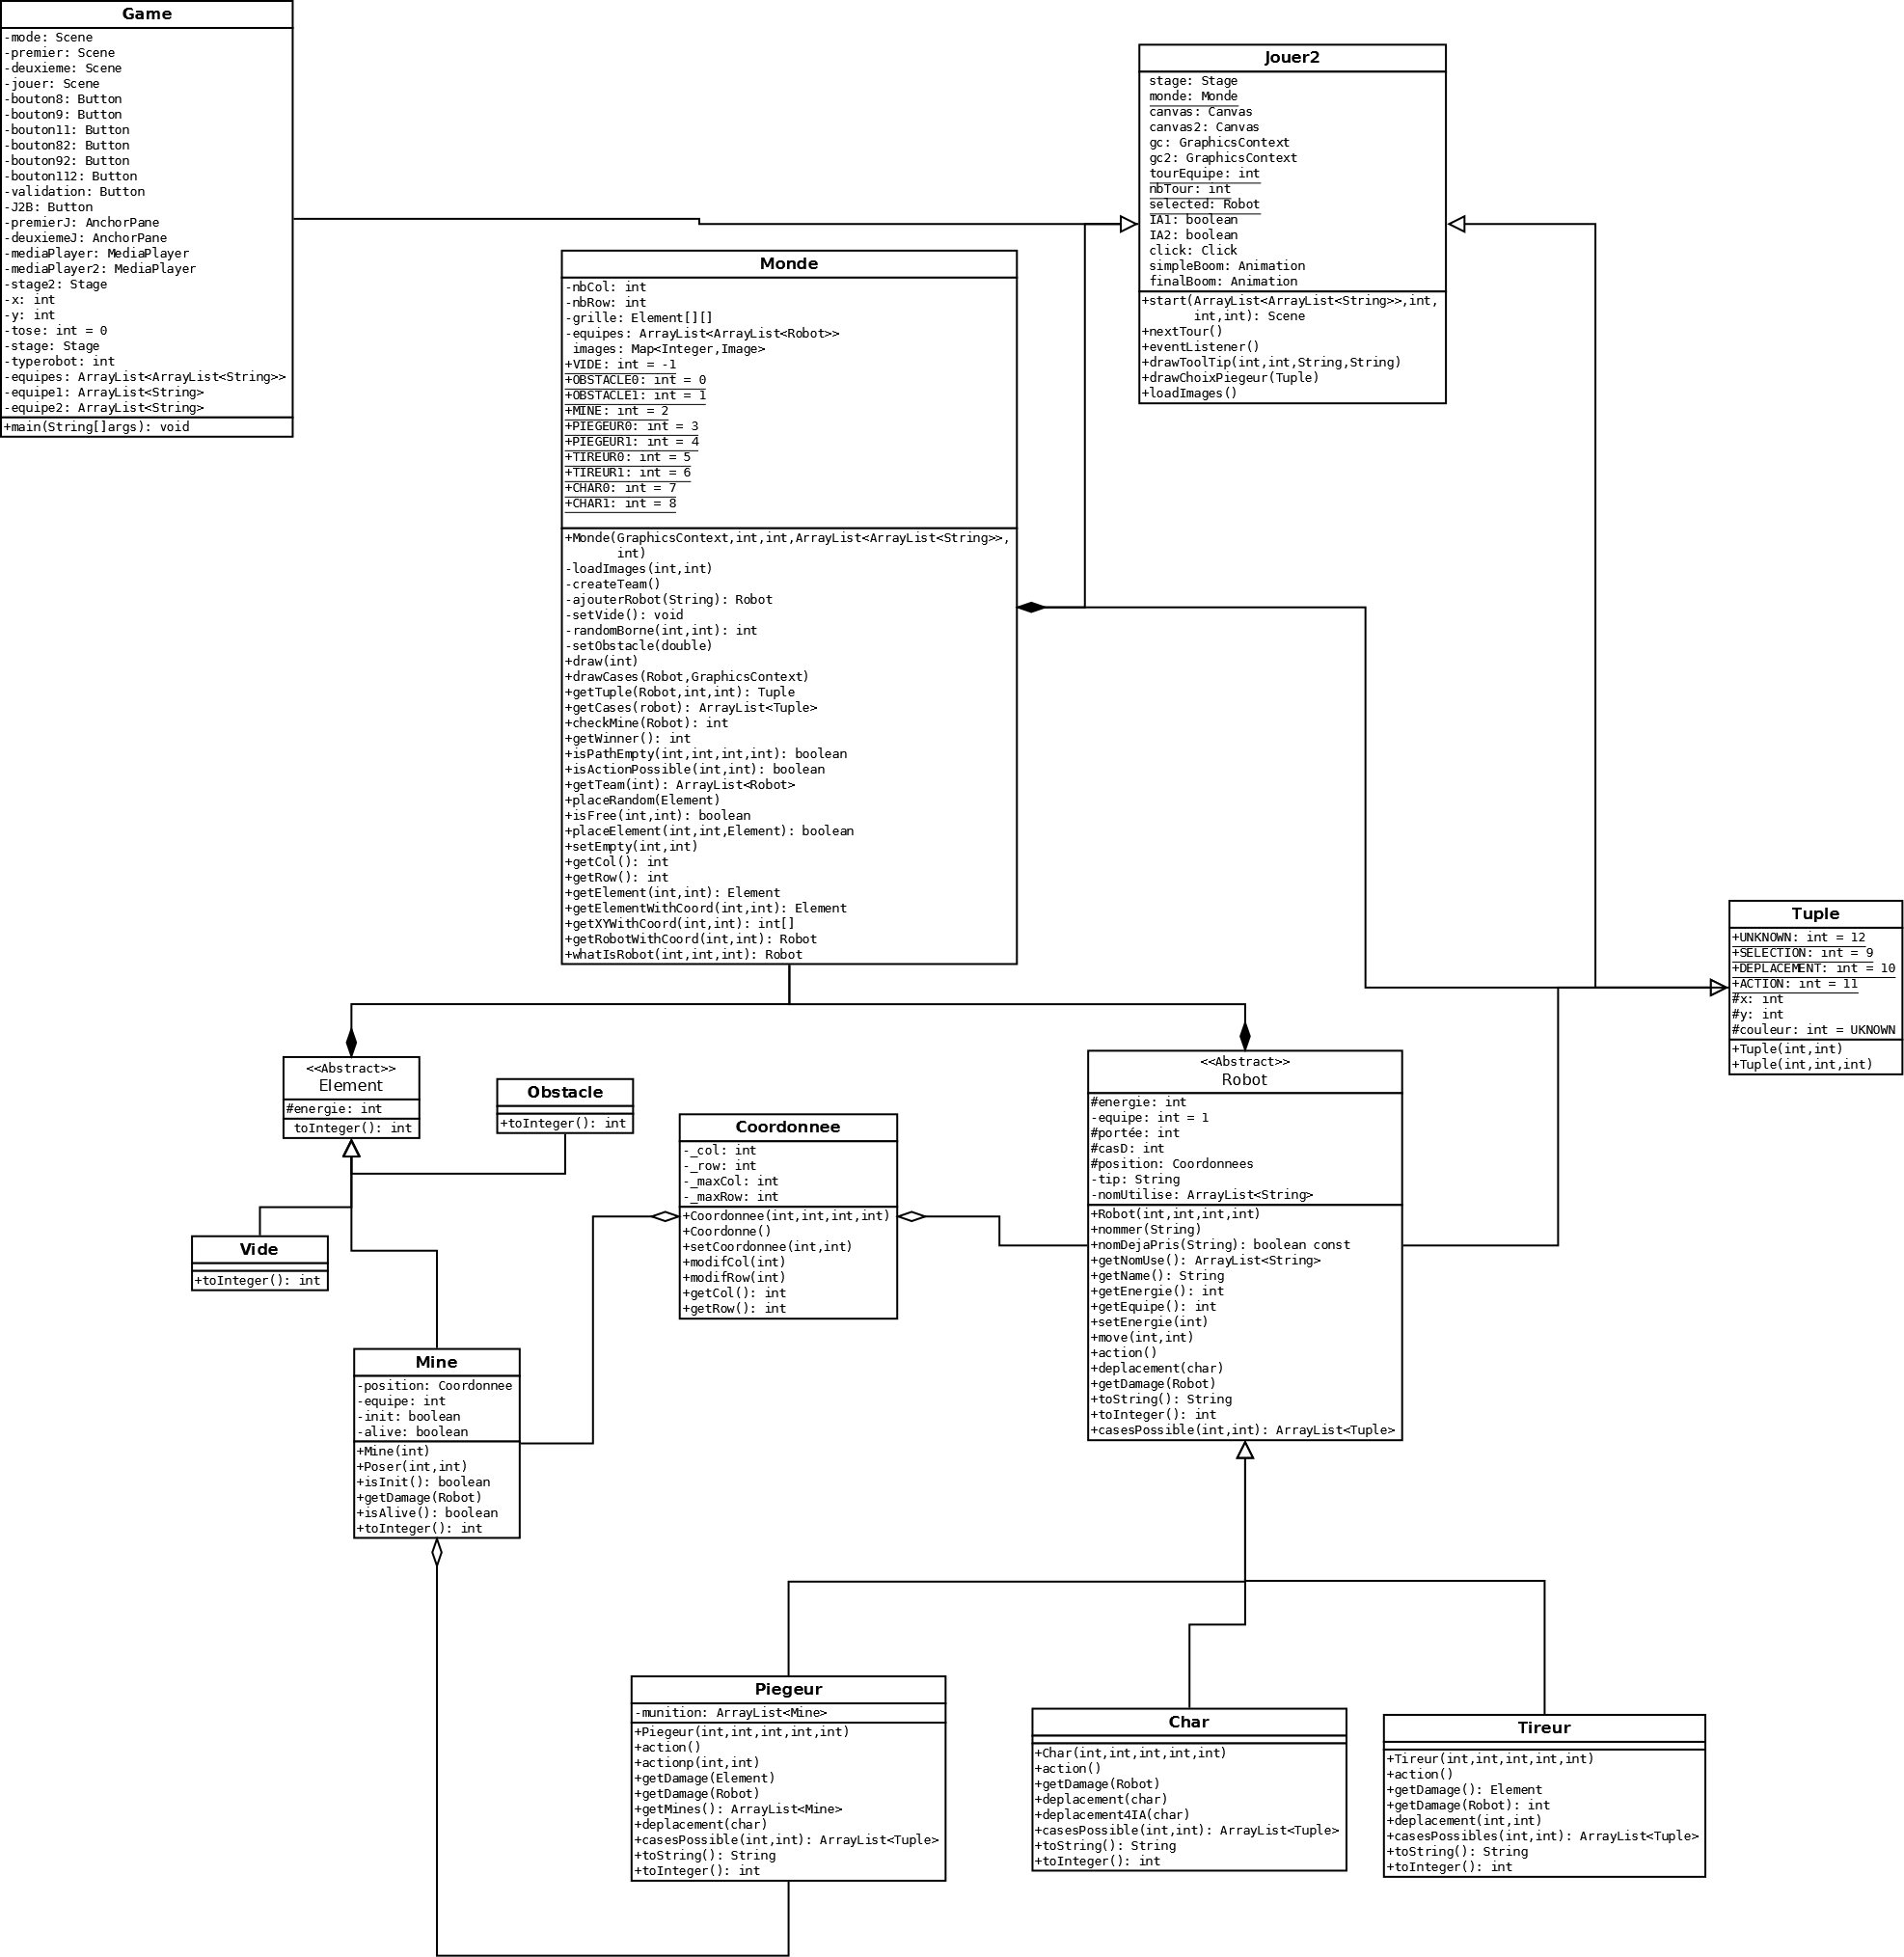 Game
-mode: Scene
-premier: Scene
-deuxieme: Scene
-jouer: Scene
-bouton8: Button
-bouton9: Button
-bouton11: Button
-bouton82: Button
-bouton92: Button
-bouton112: Button
-validation: Button
-J2B: Button
-premierJ: AnchorPane
-deuxiemeJ: AnchorPane
-mediaPlayer: MediaPlayer
-mediaPlayer2: MediaPlayer
-stage2: Stage
-x: int
-y: int
-tose: int = 0
-stage: Stage
-typerobot: int
-equipes: ArrayList<ArrayList<String>>
-equipe1: ArrayList<String>
-equipe2: ArrayList<String>
+main(String[]args): void
Jouer2
stage: Stage
monde: Monde
canvas: Canvas
canvas2: Canvas
gc: GraphicsContext
gc2: GraphicsContext
tourEquipe: int
nbTour: int
selected: Robot
IA1: boolean
IA2: boolean
click: Click
simpleBoom: Animation
finalBoom: Animation
+start(ArrayList<ArrayList<String>>,int,
int,int): Scene
+nextTour()
+eventListener()
+drawToolTip(int,int,String,String)
+drawChoixPiegeur(Tuple)
+loadImages()
Monde
-nbCol: int
-nbRow: int
-grille: Element[][]
-equipes: ArrayList<ArrayList<Robot>>
images: Map<Integer,Image>
+VIDE: int = -1
+OBSTACLE0: int = 0
+OBSTACLE1: int = 1
+MINE: int = 2
+PIEGEUR0: int = 3
+PIEGEUR1: int = 4
+TIREUR0: int = 5
+TIREUR1: int = 6
+CHAR0: int = 7
+CHAR1: int = 8
+Monde(GraphicsContext,int,int,ArrayList<ArrayList<String>>,
int)
-loadImages(int,int)
-createTeam()
-ajouterRobot(String): Robot
-setVide(): void
-randomBorne(int,int): int
-setObstacle(double)
+draw(int)
+drawCases(Robot,GraphicsContext)
+getTuple(Robot,int,int): Tuple
+getCases(robot): ArrayList<Tuple>
+checkMine(Robot): int
+getWinner(): int
+isPathEmpty(int,int,int,int): boolean
+isActionPossible(int,int): boolean
+getTeam(int): ArrayList<Robot>
+placeRandom(Element)
+isFree(int,int): boolean
+placeElement(int,int,Element): boolean
+setEmpty(int,int)
+getCol(): int
+getRow(): int
+getElement(int,int): Element
+getElementWithCoord(int,int): Element
+getXYWithCoord(int,int): int[]
+getRobotWithCoord(int,int): Robot
+whatIsRobot(int,int,int): Robot
Tuple
+UNKNOWN: int = 12
+SELECTION: int = 9
+DEPLACEMENT: int = 10
+ACTION: int = 11
#x: int
#y: int
#couleur: int = UKNOWN
+Tuple(int,int)
+Tuple(int,int,int)
<<Abstract>>
Element
#energie: int
toInteger(): int
Obstacle
+toInteger(): int
Coordonnee
-_col: int
-_row: int
-_maxCol: int
-_maxRow: int
+Coordonnee(int,int,int,int)
+Coordonne()
+setCoordonnee(int,int)
+modifCol(int)
+modifRow(int)
+getCol(): int
+getRow(): int
<<Abstract>>
Robot
#energie: int
-equipe: int = 1
#portée: int
#casD: int
#position: Coordonnees
-tip: String
-nomUtilise: ArrayList<String>
+Robot(int,int,int,int)
+nommer(String)
+nomDejaPris(String): boolean const
+getNomUse(): ArrayList<String>
+getName(): String
+getEnergie(): int
+getEquipe(): int
+setEnergie(int)
+move(int,int)
+action()
+deplacement(char)
+getDamage(Robot)
+toString(): String
+toInteger(): int
+casesPossible(int,int): ArrayList<Tuple>
Vide
+toInteger(): int
Mine
-position: Coordonnee
-equipe: int
-init: boolean
-alive: boolean
+Mine(int)
+Poser(int,int)
+isInit(): boolean
+getDamage(Robot)
+isAlive(): boolean
+toInteger(): int
Piegeur
-munition: ArrayList<Mine>
+Piegeur(int,int,int,int,int)
+action()
+actionp(int,int)
+getDamage(Element)
+getDamage(Robot)
+getMines(): ArrayList<Mine>
+deplacement(char)
+casesPossible(int,int): ArrayList<Tuple>
+toString(): String
+toInteger(): int
Char
+Char(int,int,int,int,int)
+action()
+getDamage(Robot)
+deplacement(char)
+deplacement4IA(char)
+casesPossible(int,int): ArrayList<Tuple>
+toString(): String
+toInteger(): int
Tireur
+Tireur(int,int,int,int,int)
+action()
+getDamage(): Element
+getDamage(Robot): int
+deplacement(int,int)
+casesPossibles(int,int): ArrayList<Tuple>
+toString(): String
+toInteger(): int